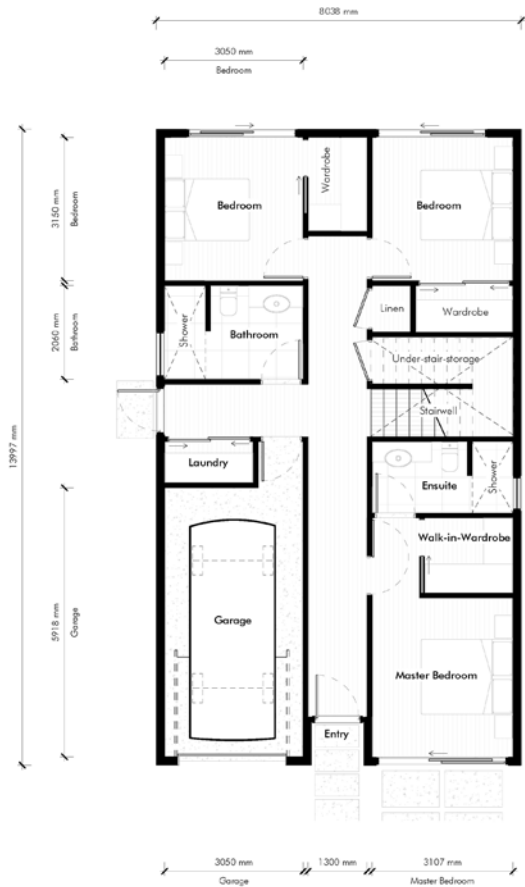 8038 mm
3050 mm
Bedroom
13997 mm
3150 mm
Bedroom
2060 mm
Bathroom
5918 mm
Garage
Bedroom
Wardrobe
Bedroom
Shower
Bathroom
Linen
Wardrobe
Under-stair-storage
Stairwell
Laundry
Ensuite
Shower
Walk-in-Wardrobe
Garage
Master Bedroom
Entry
3050 mm
Garage
1300 mm
3107 mm
Master Bedroom